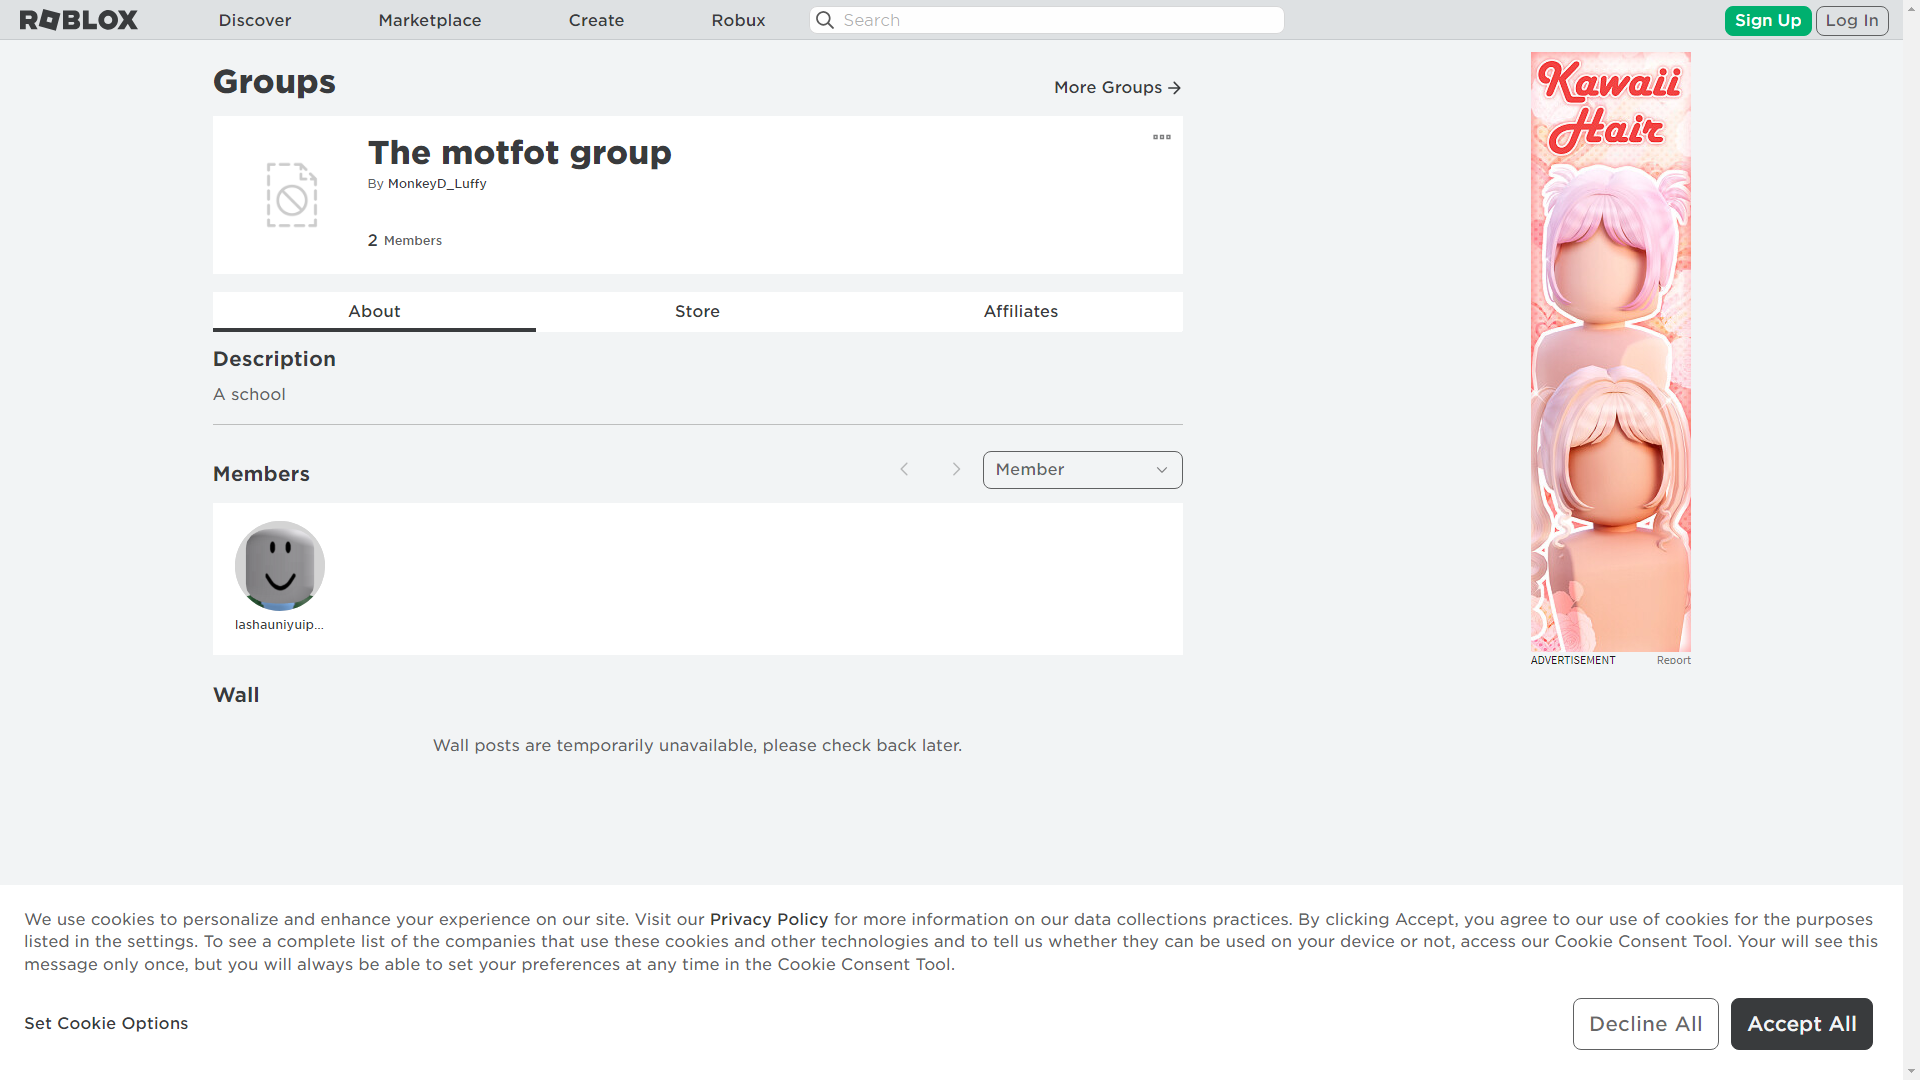 ROBLOX
Discover
Marketplace
Create
Robux
Search
Sign Up
Log In
Groups
More Groups
The motfot group
By MonkeyD_Luffy
2 Members
About
Store
Affiliates
Description
A school
Members
Member
lashauniyuip...
Wall
Wall posts are temporarily unavailable, please check back later.
Kawaii
Hair
ADVERTISEMENT
Report
We use cookies to personalize and enhance your experience on our site. Visit our Privacy Policy for more information on our data collections practices. By clicking Accept, you agree to our use of cookies for the purposes
listed in the settings. To see a complete list of the companies that use these cookies and other technologies and to tell us whether they can be used on your device or not, access our Cookie Consent Tool. Your will see this
message only once, but you will always be able to set your preferences at any time in the Cookie Consent Tool.
Set Cookie Options
Decline All
Accept All